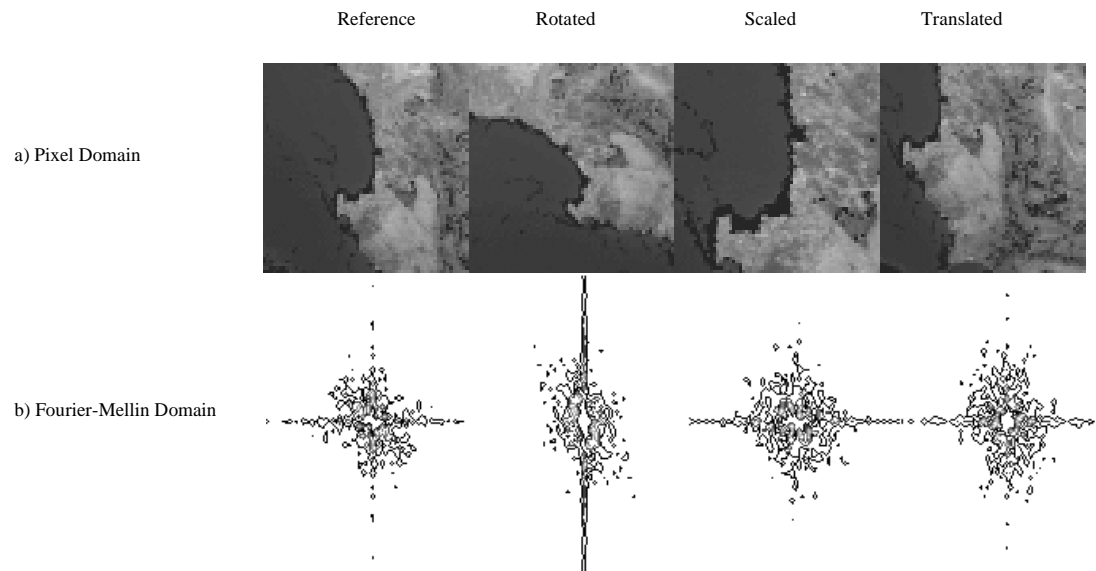 Reference Rotated Scaled Translated
a) Pixel Domain
b) Fourier-Mellin Domain